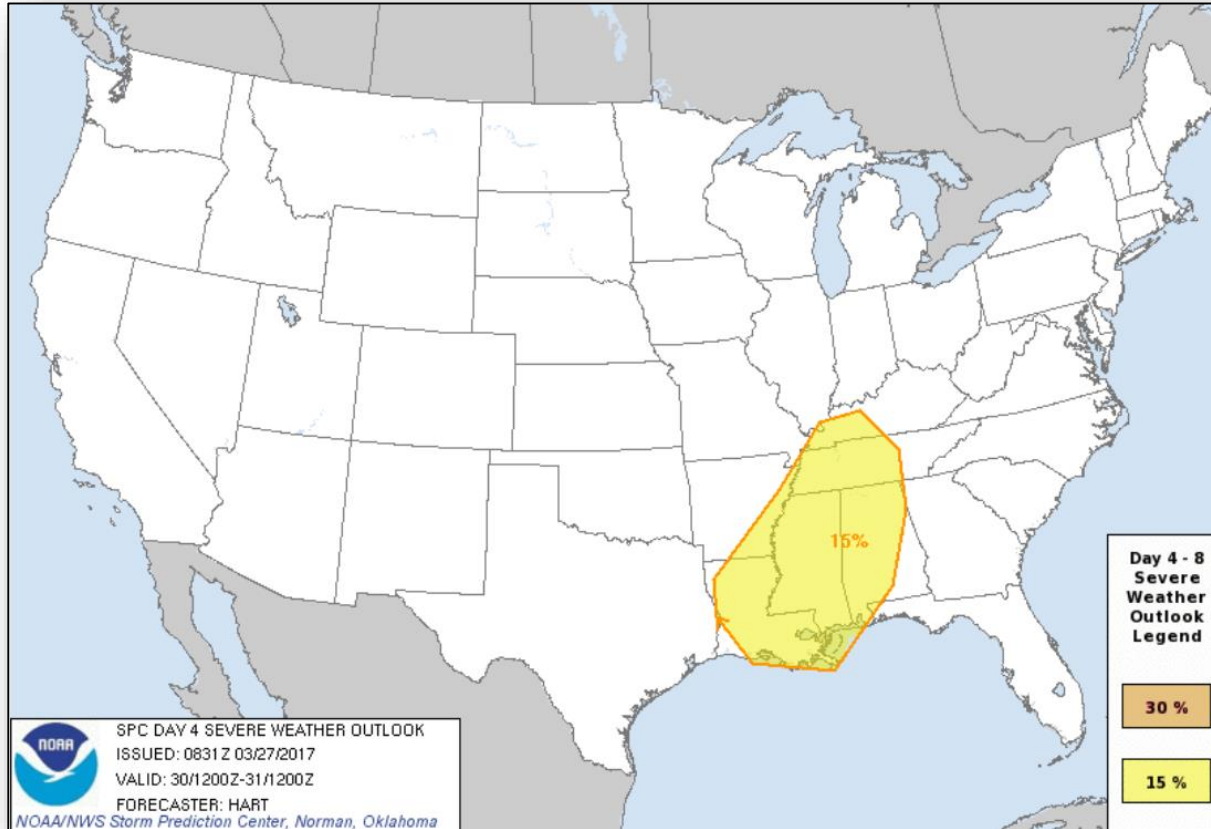 15%
Day 4 - 8
Severe
Weather
Outlook
Legend
30 %
15 %
NOAA
SPC DAY 4 SEVERE WEATHER OUTLOOK
ISSUED: 0831Z 03/27/2017
VALID: 30/1200Z-31/1200Z
FORECASTER: HART
NOAA/NWS Storm Prediction Center, Norman, Oklahoma